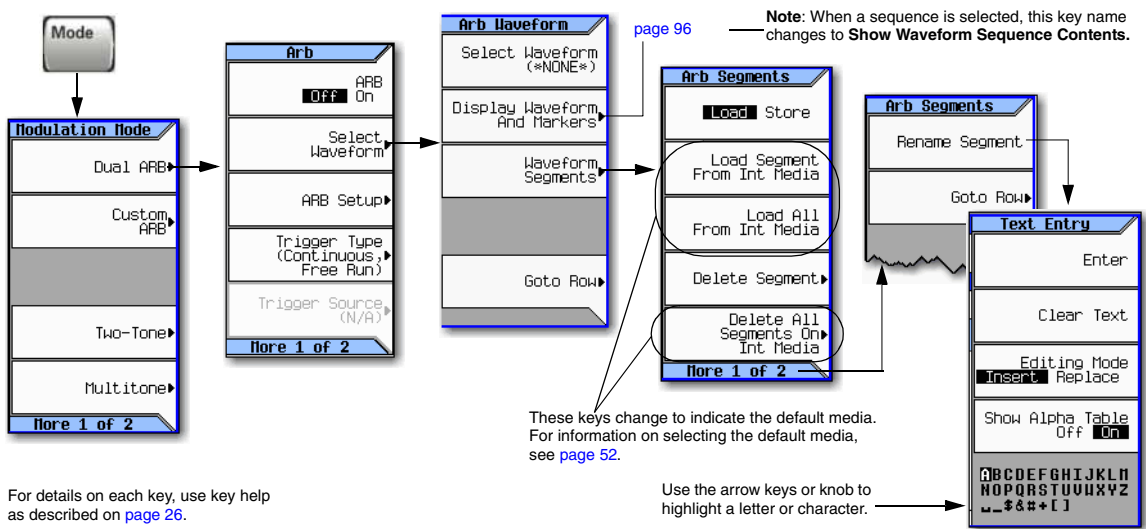 Mode
Modulation Mode
Dual ARB
Custom
ARB
Two-Tone
Multitone
More 1 of 2
For details on each key, use key help
as described on page 26.
Arb
ARB
Off On
Select
Waveform
ARB Setup
Trigger Type
(Continuous,
Free Run)
Trigger Source
(N/A)
More 1 of 2
Arb Waveform
Select Waveform
(*NONE*)
Display Waveform
And Markers
Waveform
Segments
Goto Row
page 96
Note: When a sequence is selected, this key name
changes to Show Waveform Sequence Contents.
Arb Segments
Load Store
Load Segment
From Int Media
Load All
From Int Media
Delete Segment
Delete All
Segments On
Int Media
More 1 of 2
These keys change to indicate the default media.
For information on selecting the default media,
see page 52.
Arb Segments
Rename Segment
Goto Row
Text Entry
Enter
Clear Text
Editing Mode
Insert Replace
Show Alpha Table
Off On
ABCDEFGHIJKLM
NOPQRSTUVWXYZ
␣_$&#+[]
Use the arrow keys or knob to
highlight a letter or character.